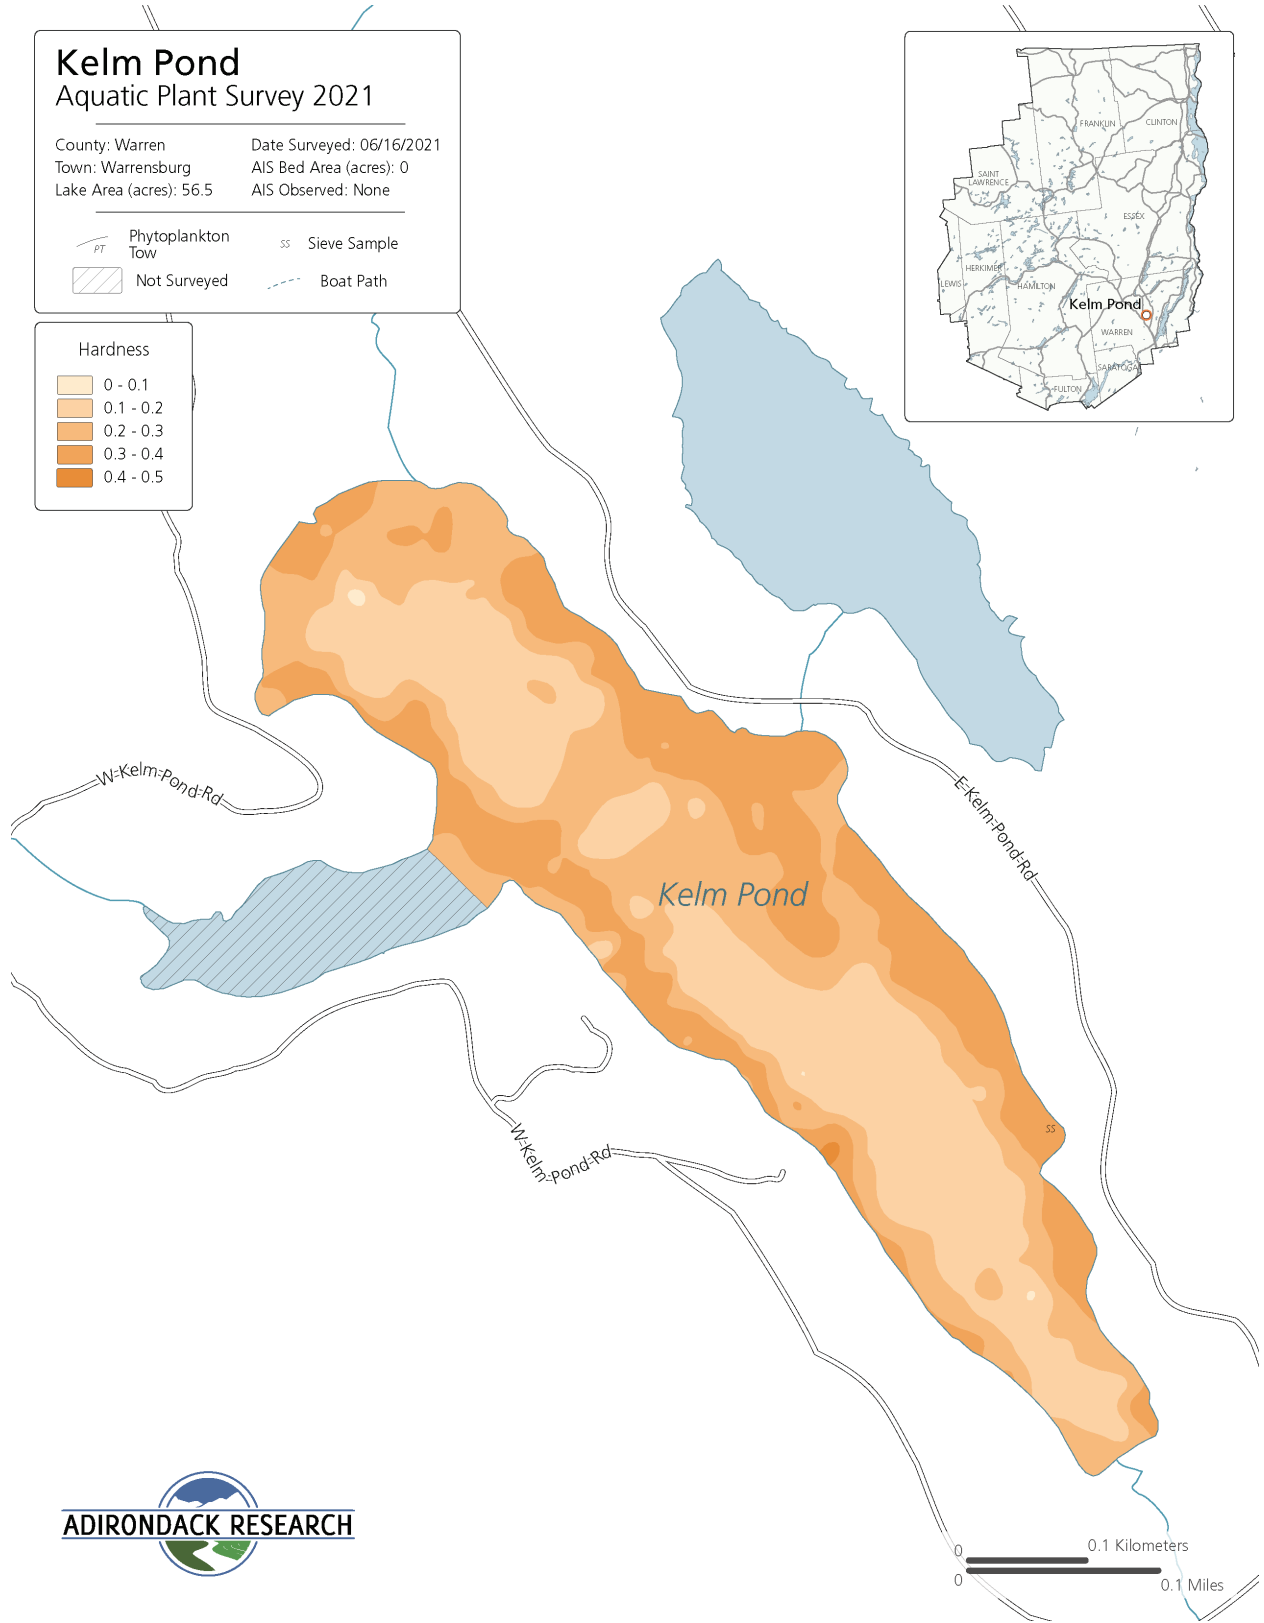 Kelm Pond
Aquatic Plant Survey 2021
County: Warren
Date Surveyed: 06/16/2021
Town: Warrensburg
AIS Bed Area (acres): 0
Lake Area (acres): 56.5
AIS Observed: None
PT
Phytoplankton
Tow
SS
Sieve Sample
Not Surveyed
Boat Path
Hardness
0 - 0.1
0.1 - 0.2
0.2 - 0.3
0.3 - 0.4
0.4 - 0.5
FRANKLIN
CLINTON
SAINT
LAWRENCE
ESSEX
HERKIMER
LEWIS
HAMILTON
Kelm Pond
WARREN
SARATOGA
FULTON
W-Kelm-Pond-Rd
E-Kelm-Pond-Rd
Kelm Pond
SS
W-Kelm-Pond-Rd
ADIRONDACK RESEARCH
0
0.1 Kilometers
0
0.1 Miles